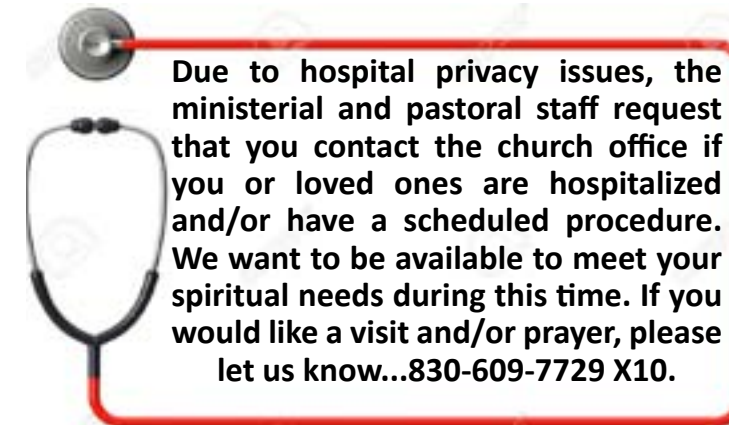 Due to hospital privacy issues, the
ministerial and pastoral staff request
that you contact the church office if
you or loved ones are hospitalized
and/or have a scheduled procedure.
We want to be available to meet your
spiritual needs during this time. If you
would like a visit and/or prayer, please
let us know...830-609-7729 X10.